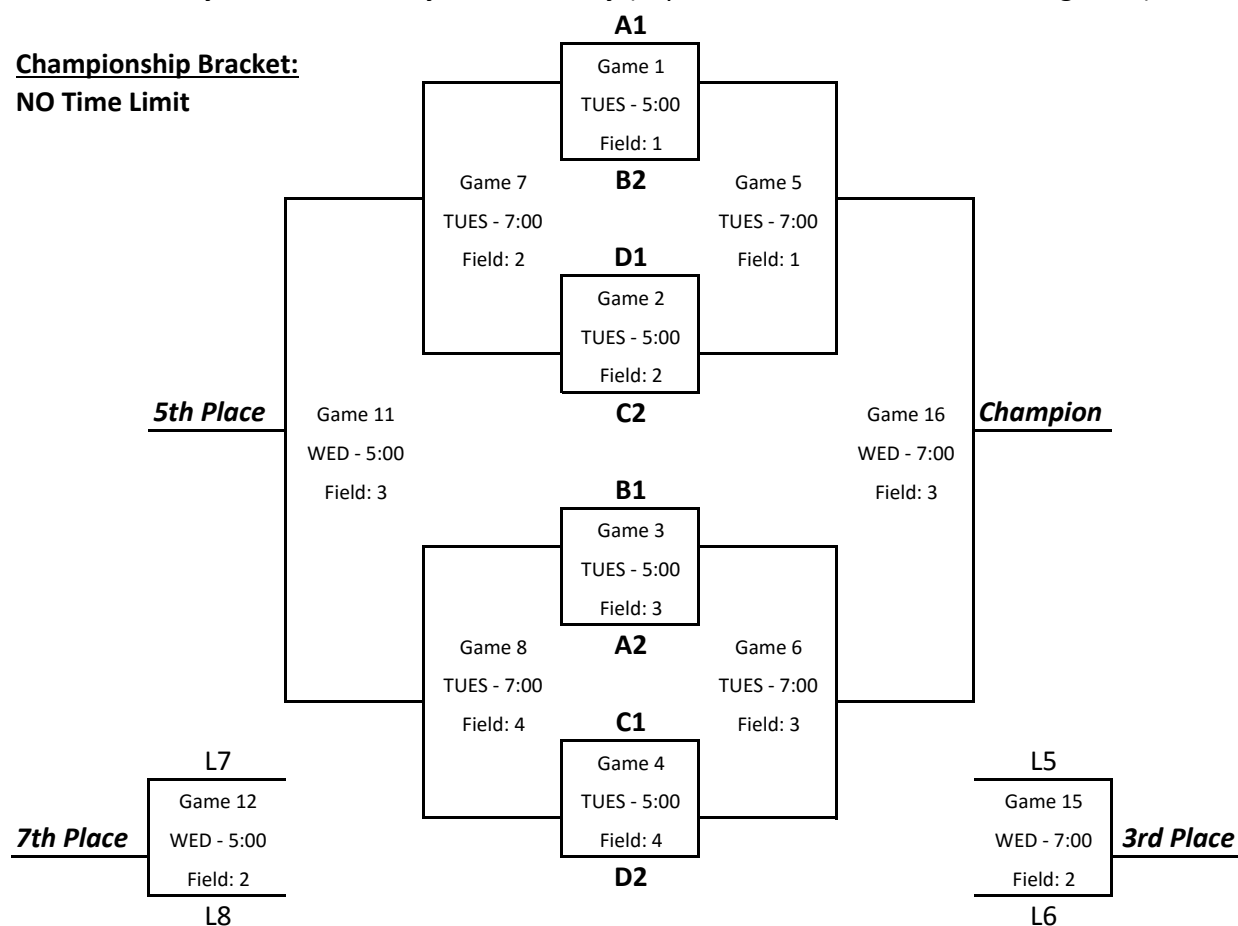 A1
Championship Bracket:
NO Time Limit
Game 1
TUES - 5:00
Field: 1
B2
Game 7
TUES - 7:00
Field: 2
Game 5
TUES - 7:00
Field: 1
D1
Game 2
TUES - 5:00
Field: 2
C2
5th Place
Game 11
WED - 5:00
Field: 3
Game 16
WED - 7:00
Field: 3
Champion
B1
Game 3
TUES - 5:00
Field: 3
A2
Game 8
TUES - 7:00
Field: 4
Game 6
TUES - 7:00
Field: 3
C1
Game 4
TUES - 5:00
Field: 4
D2
L7
Game 12
WED - 5:00
Field: 2
7th Place
L8
L5
Game 15
WED - 7:00
Field: 2
3rd Place
L6